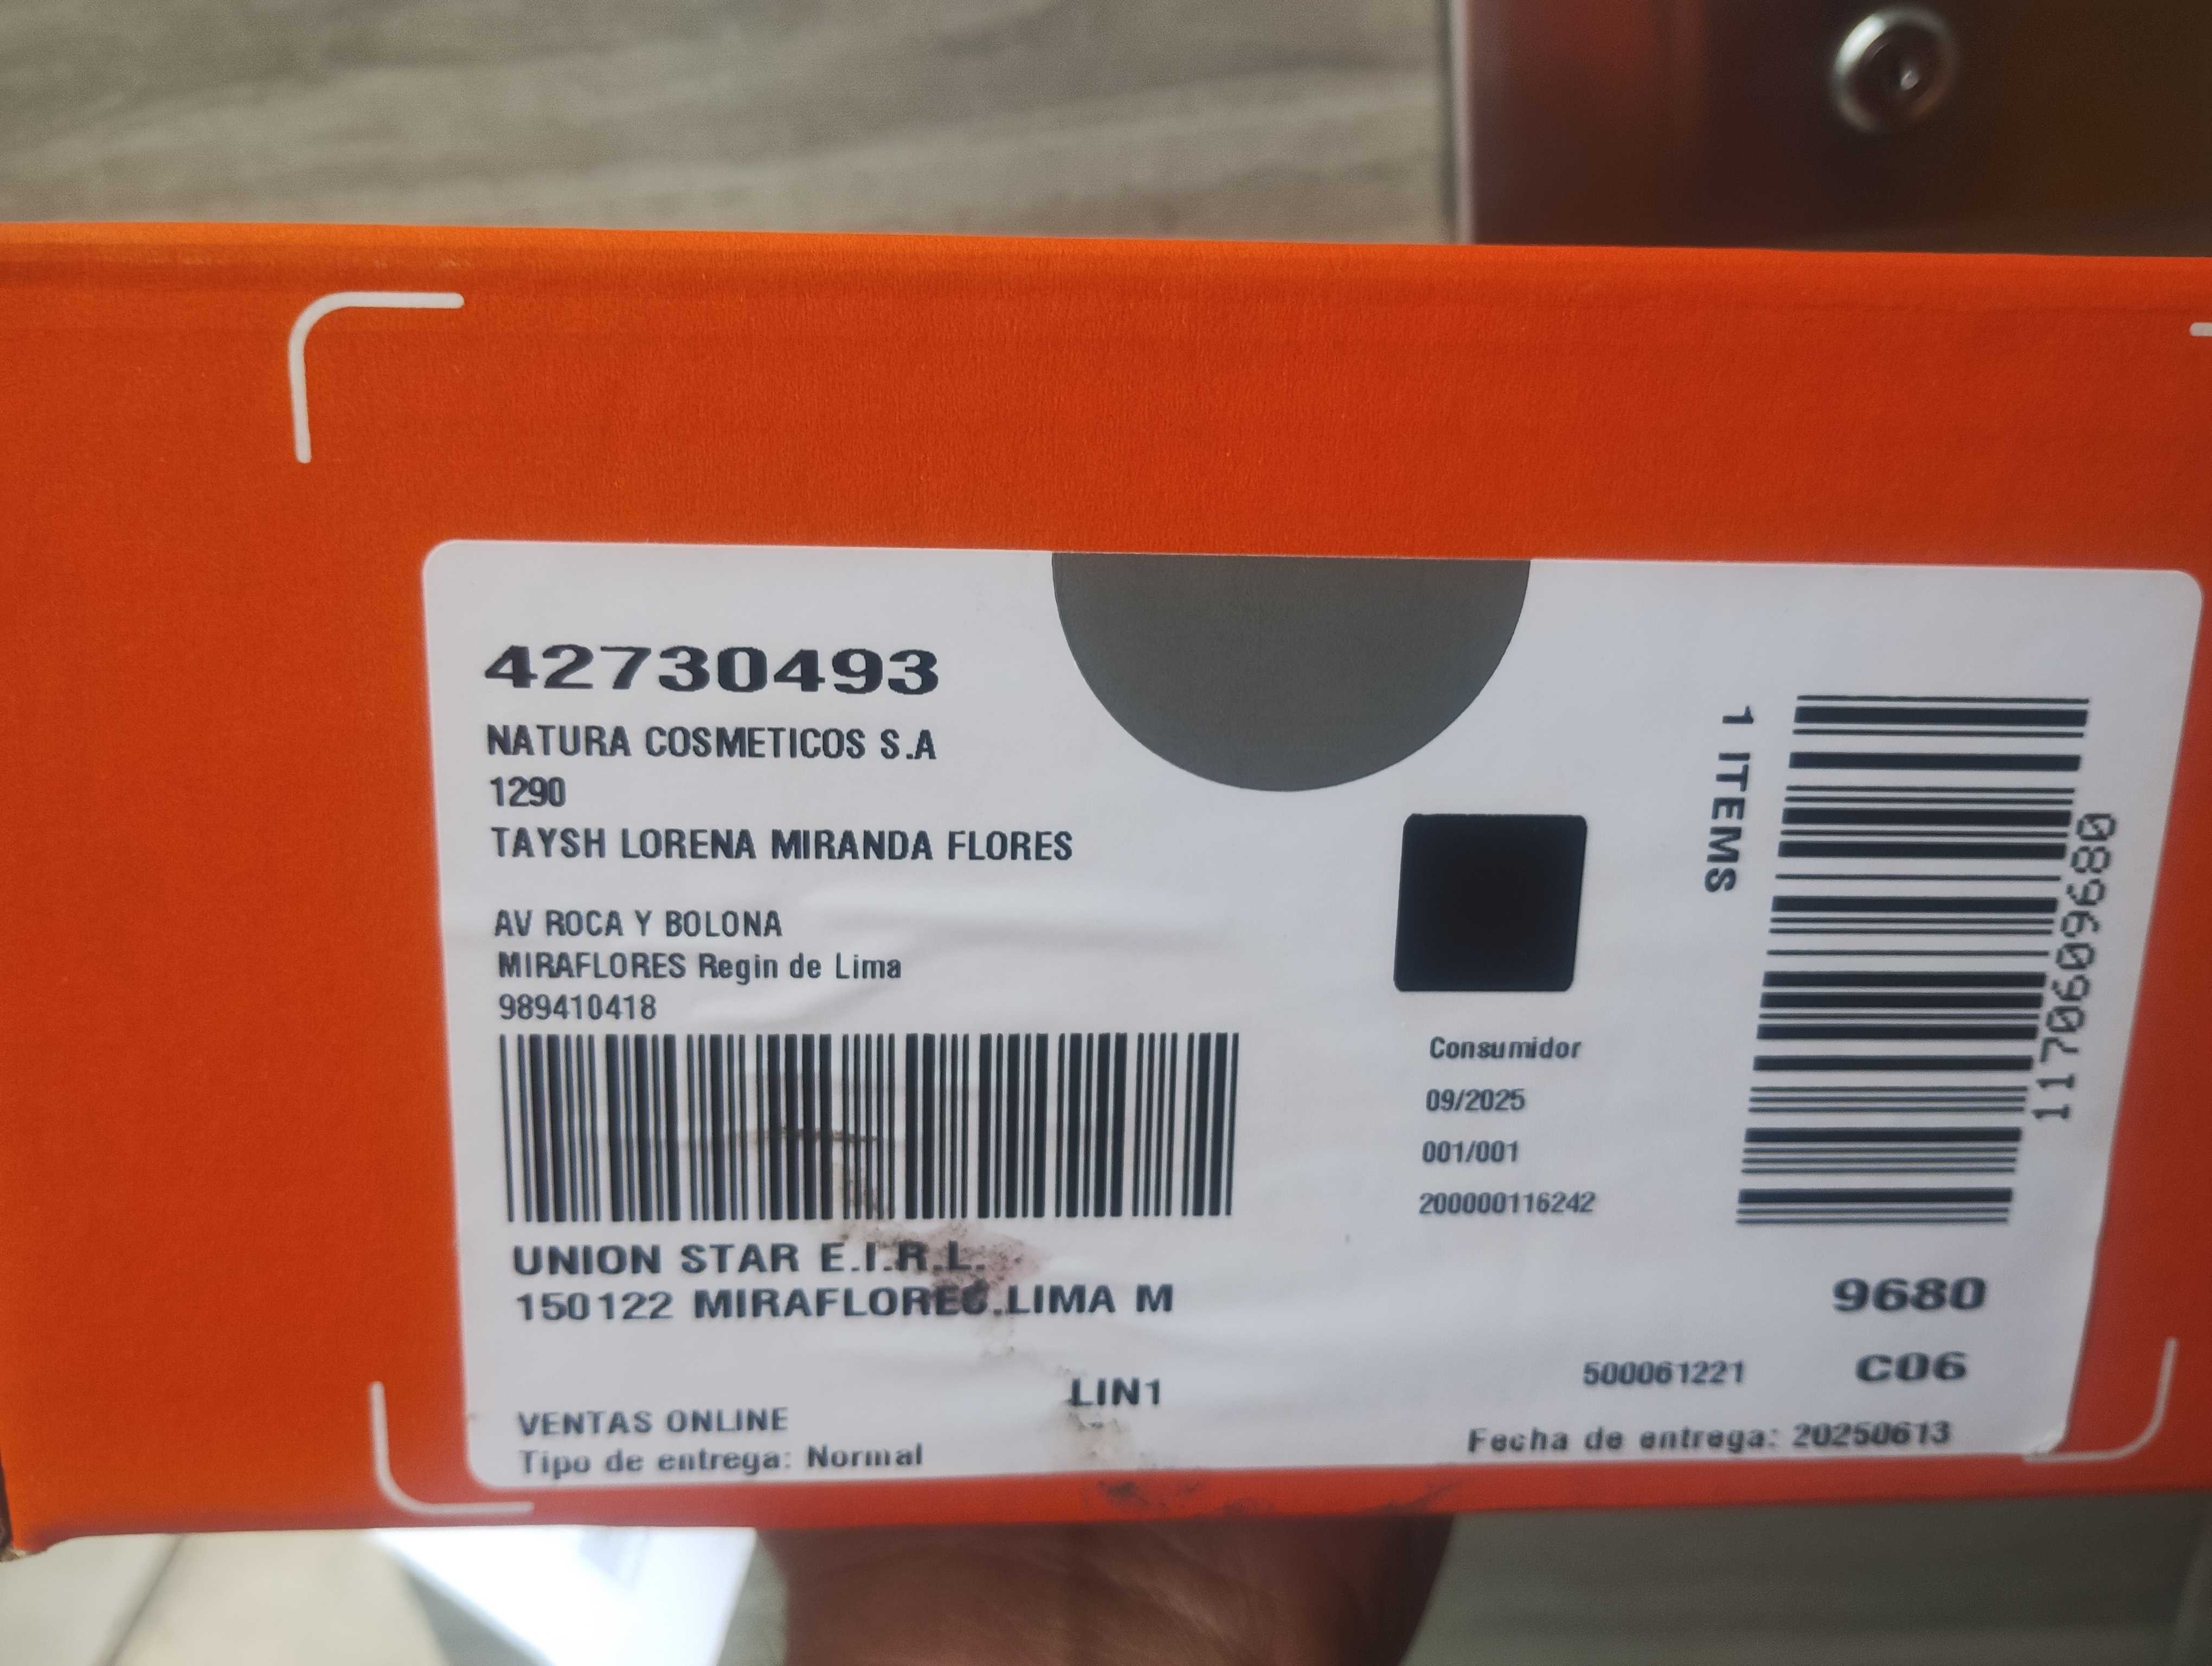 42730493
NATURA COSMETICOS S.A
1290
TAYSH LORENA MIRANDA FLORES
AV ROCA Y BOLONA
MIRAFLORES Regin de Lima
989410418
UNION STAR E.I.R.L.
150122 MIRAFLORES.LIMA M
LIN1
VENTAS ONLINE
Tipo de entrega: Normal
Consumidor
09/2025
001/001
200000116242
1 ITEMS
1170609680
9680
500061221 C06
Fecha de entrega: 20250613